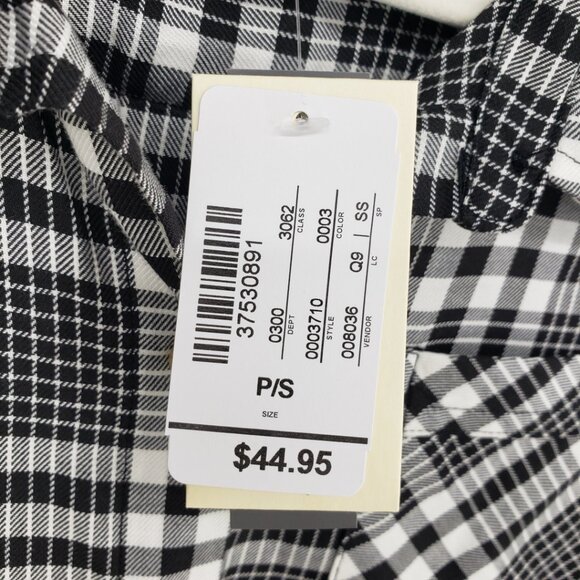 37530891
0300 3062
DEPT CLASS
0003710 0003
STYLE COLOR
008036 Q9 | SS
VENDOR LC SP
P/S
SIZE
$44.95